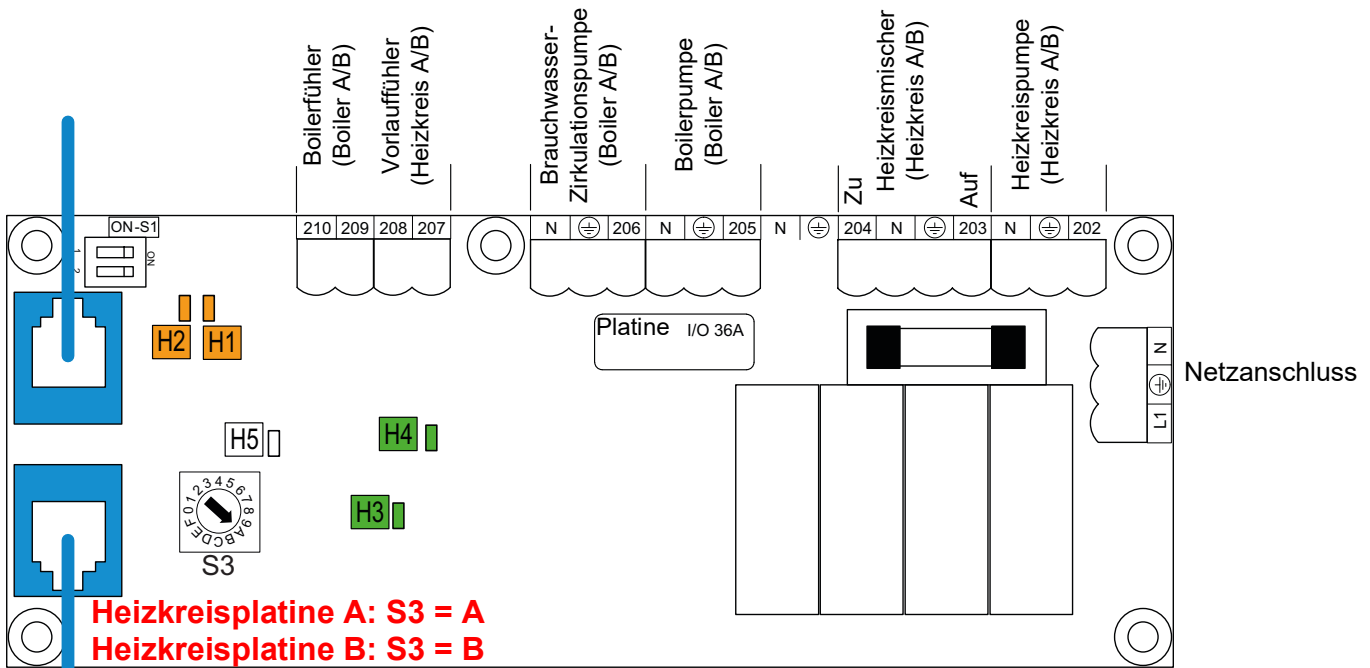 Boilerfühler
(Boiler A/B)
Vorlauffühler
(Heizkreis A/B)
Brauchwasser-
Zirkulationspumpe
(Boiler A/B)
Boilerpumpe
(Boiler A/B)
Zu
Heizkreismischer
(Heizkreis A/B)
Auf
Heizkreispumpe
(Heizkreis A/B)
ON-S1
1
2
ON
210 209 208 207
N 206 N 205 N 204 N 203 N 202
H2 H1
Platine I/O 36A
N
L1
Netzanschluss
H5
H4
H3
0123456789ABCDEF
S3
Heizkreisplatine A: S3 = A
Heizkreisplatine B: S3 = B